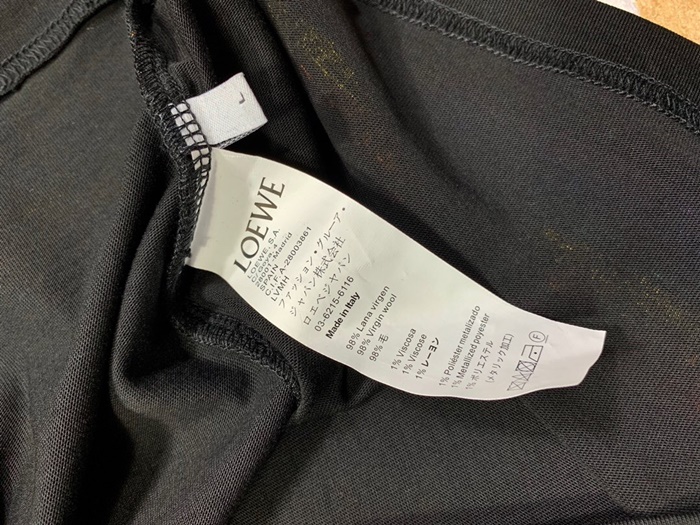 L
LOEWE
LOEWE, S.A.
C/Goya, 4
28001-Madrid
SPAIN
C.I.F.A-28003861
LVMH
ファッション・グループ・
ジャパン株式会社
ロエベジャパン
03-6215-6116
Made in Italy
98% Lana virgen
98% Virgin wool
98% 毛
1% Viscosa
1% Viscose
1% レーヨン
1% Poliéster metalizado
1% Metallized polyester
1% ポリエステル
(メタリック加工)